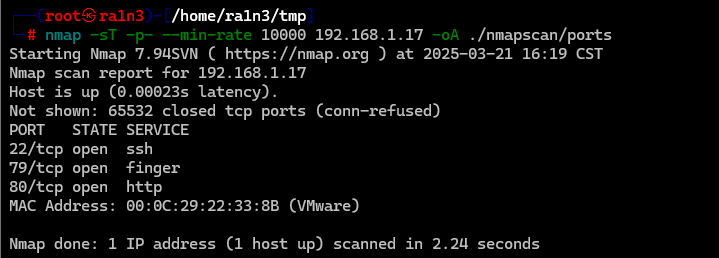 ┌──(root㉿ra1n3)-[/home/ra1n3/tmp]
└─# nmap -sT -p- --min-rate 10000 192.168.1.17 -oA ./nmapscan/ports
Starting Nmap 7.94SVN ( https://nmap.org ) at 2025-03-21 16:19 CST
Nmap scan report for 192.168.1.17
Host is up (0.00023s latency).
Not shown: 65532 closed tcp ports (conn-refused)
PORT   STATE SERVICE
22/tcp open  ssh
79/tcp open  finger
80/tcp open  http
MAC Address: 00:0C:29:22:33:8B (VMware)

Nmap done: 1 IP address (1 host up) scanned in 2.24 seconds